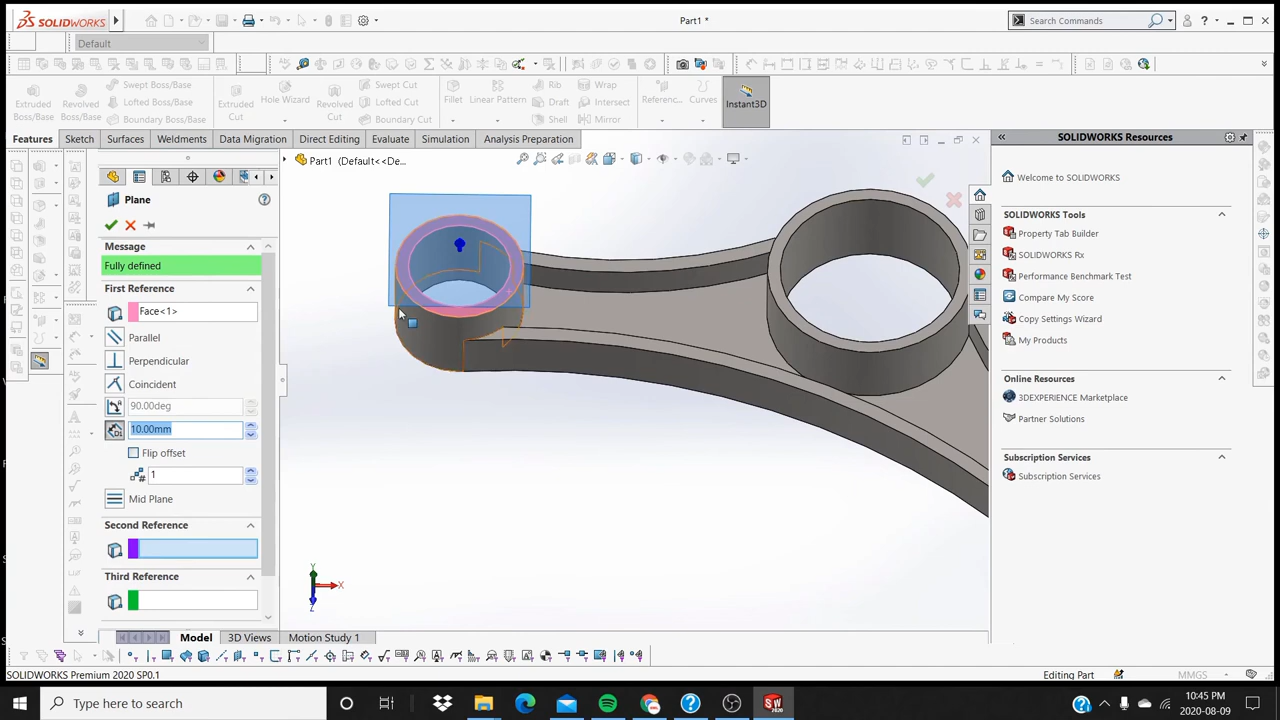 SOLIDWORKS
Part1 *
Search Commands
?
Default
Extruded Boss/Base
Revolved Boss/Base
Swept Boss/Base
Lofted Boss/Base
Boundary Boss/Base
Extruded Cut
Hole Wizard
Revolved Cut
Swept Cut
Lofted Cut
Boundary Cut
Fillet
Linear Pattern
Rib
Draft
Shell
Wrap
Intersect
Mirror
Referenc...
Curves
Instant3D
Features
Sketch
Surfaces
Weldments
Data Migration
Direct Editing
Evaluate
Simulation
Analysis Preparation
SOLIDWORKS Resources
Part1 (Default<<De...
Plane
Message
Fully defined
First Reference
Face<1>
Parallel
Perpendicular
Coincident
90.00deg
10.00mm
Flip offset
1
Mid Plane
Second Reference
Third Reference
Y
X
Z
Welcome to SOLIDWORKS
SOLIDWORKS Tools
Property Tab Builder
SOLIDWORKS Rx
Performance Benchmark Test
Compare My Score
Copy Settings Wizard
My Products
Online Resources
3DEXPERIENCE Marketplace
Partner Solutions
Subscription Services
Subscription Services
Model
3D Views
Motion Study 1
SOLIDWORKS Premium 2020 SP0.1
Editing Part
MMGS
Type here to search
10:45 PM
2020-08-09